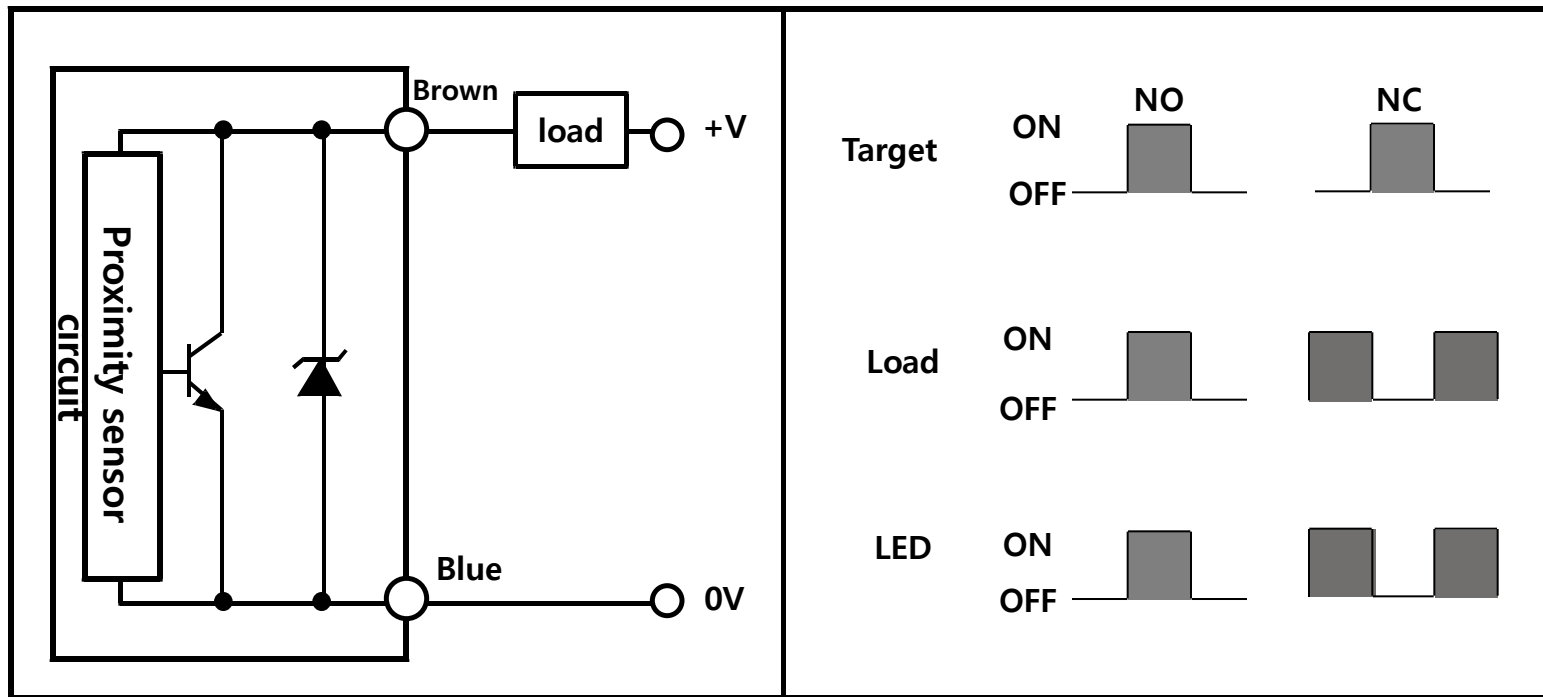 Brown
load
+V
Proximity sensor
circuit
Blue
0V
NO
NC
Target
ON
OFF
Load
ON
OFF
LED
ON
OFF